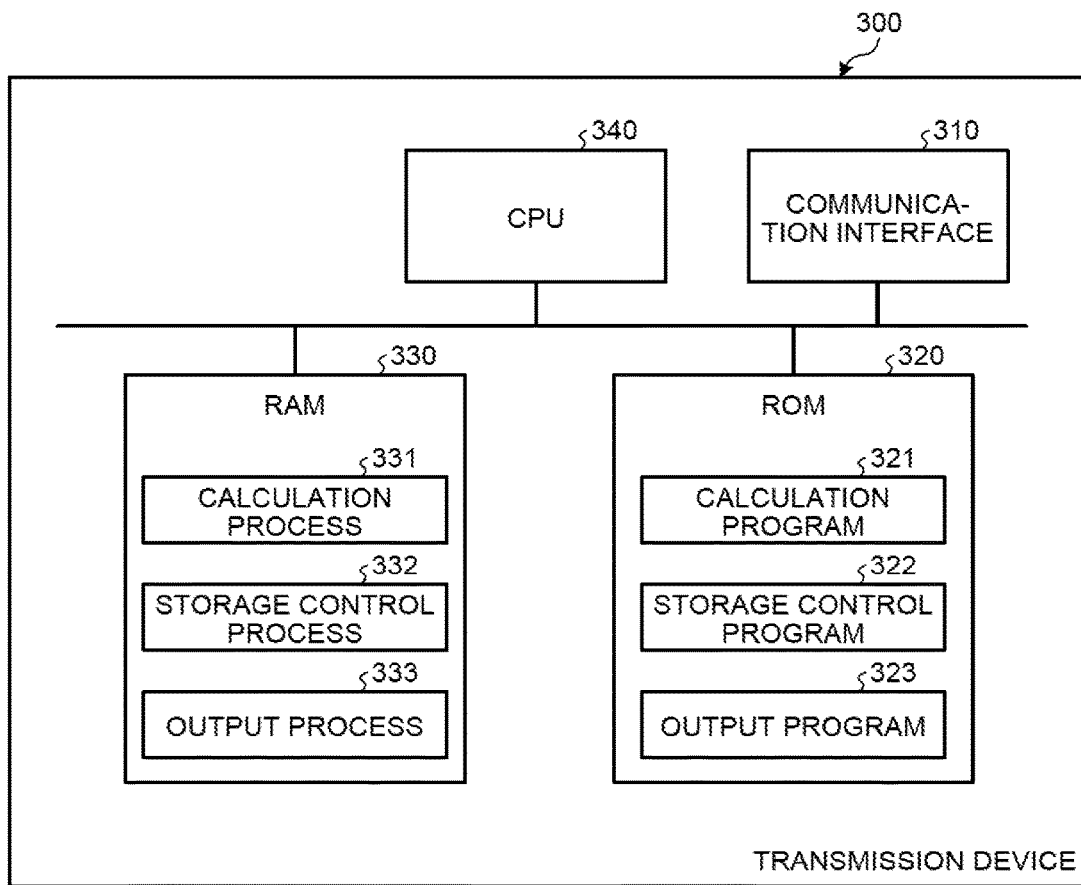 300
340
310
CPU
COMMUNICA-
TION INTERFACE
330
320
RAM
ROM
331
321
CALCULATION
PROCESS
CALCULATION
PROGRAM
332
322
STORAGE CONTROL
PROCESS
STORAGE CONTROL
PROGRAM
333
323
OUTPUT PROCESS
OUTPUT PROGRAM
TRANSMISSION DEVICE